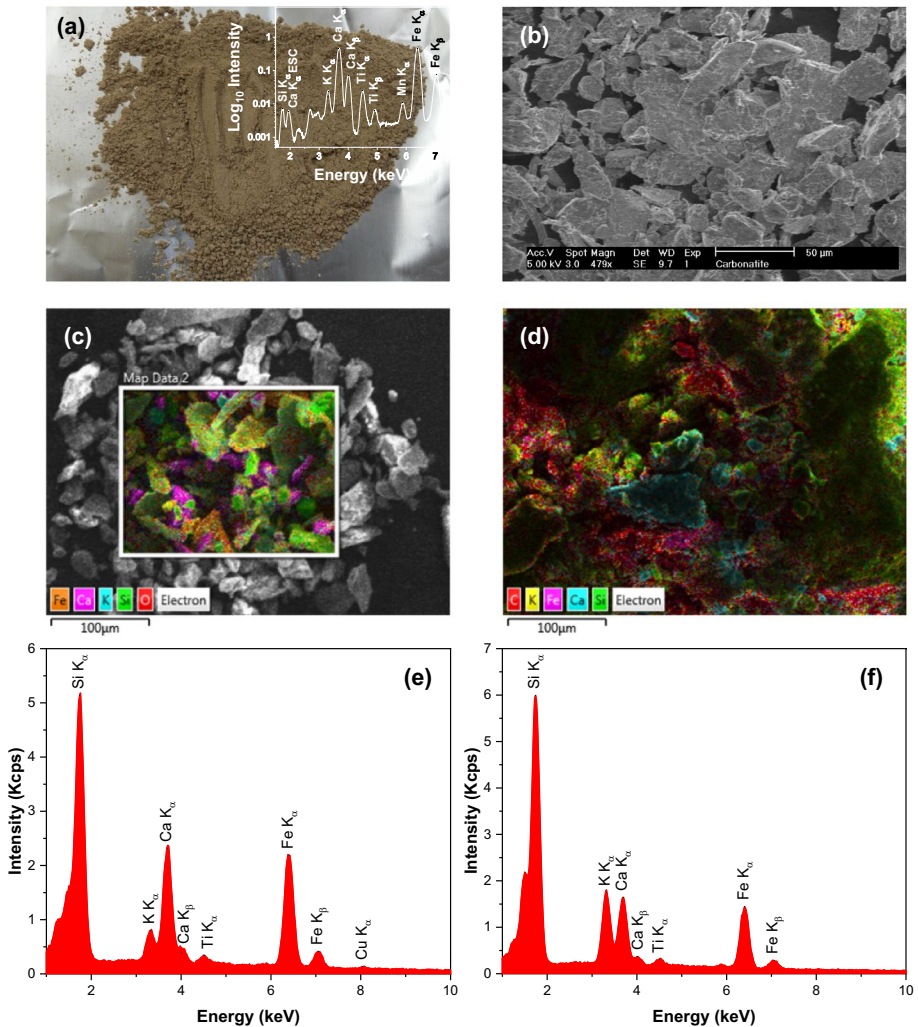 (a)
Log₁₀ Intensity
1
0.1
0.01
0.001
Si Kα
Ca Kα ESC
K Kα
Ca Kα
Ca Kβ
Ti Kα
Ti Kβ
Mn Kα
Fe Kα
Fe Kβ
2 3 4 5 6 7
Energy (keV)
(b)
Acc.V Spot Magn Det WD Exp 50 µm
5.00 kV 3.0 479x SE 9.7 1 Carbonatite
(c)
Map Data 2
Fe Ca K Si O Electron
100µm
(d)
C K Fe Ca Si Electron
100µm
(e)
Intensity (Kcps)
6
5
4
3
2
1
0
Si Kα
K Kα
Ca Kα
Ca Kβ
Ti Kα
Fe Kα
Fe Kβ
Cu Kα
2 4 6 8 10
Energy (keV)
(f)
Intensity (Kcps)
7
6
5
4
3
2
1
0
Si Kα
K Kα
Ca Kα
Ca Kβ
Ti Kα
Fe Kα
Fe Kβ
2 4 6 8 10
Energy (keV)